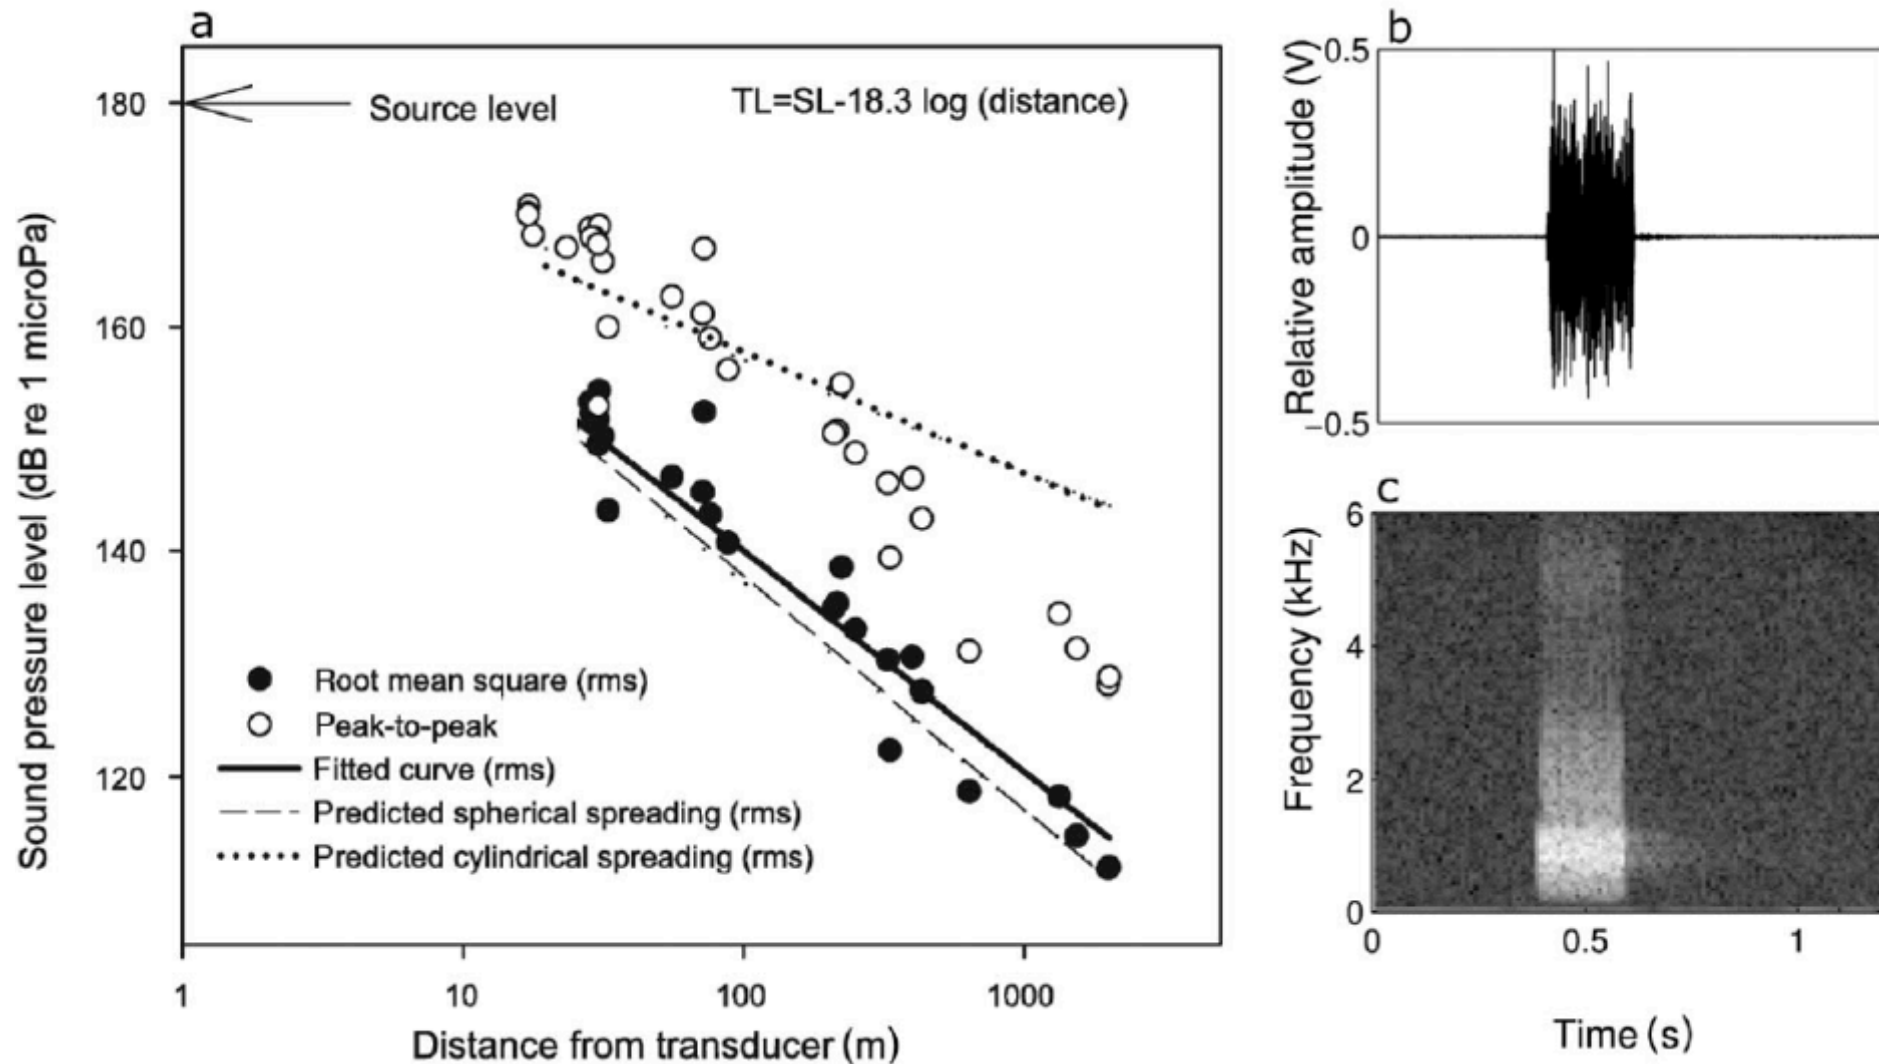 a
180
160
140
120
Source level
TL=SL-18.3 log (distance)
Sound pressure level (dB re 1 microPa)
Root mean square (rms)
Peak-to-peak
Fitted curve (rms)
Predicted spherical spreading (rms)
Predicted cylindrical spreading (rms)
1 10 100 1000
Distance from transducer (m)
b
0.5
0
−0.5
Relative amplitude (V)
c
6
4
2
0
Frequency (kHz)
0 0.5 1
Time (s)